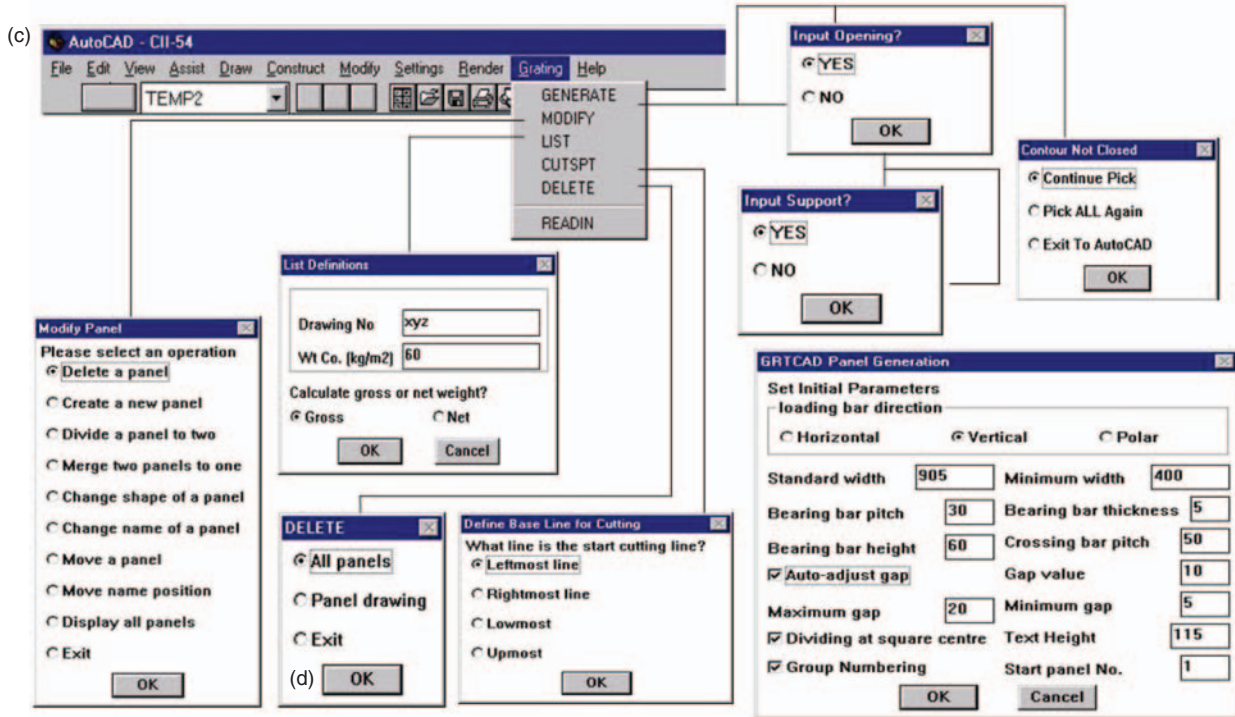 (c)
AutoCAD - CII-54
File Edit View Assist Draw Construct Modify Settings Render Grating Help
TEMP2
GENERATE
MODIFY
LIST
CUTSPT
DELETE
READIN
Input Opening?
YES
NO
OK
Contour Not Closed
Continue Pick
Pick ALL Again
Exit To AutoCAD
OK
Input Support?
YES
NO
OK
List Definitions
Drawing No xyz
Wt Co. (kg/m2) 60
Calculate gross or net weight?
Gross Net
OK Cancel
Modify Panel
Please select an operation
Delete a panel
Create a new panel
Divide a panel to two
Merge two panels to one
Change shape of a panel
Change name of a panel
Move a panel
Move name position
Display all panels
Exit
OK
DELETE
All panels
Panel drawing
Exit
(d)
OK
Define Base Line for Cutting
What line is the start cutting line?
Leftmost line
Rightmost line
Lowmost
Upmost
OK
GRTCAD Panel Generation
Set Initial Parameters
loading bar direction
Horizontal Vertical Polar
Standard width 905 Minimum width 400
Bearing bar pitch 30 Bearing bar thickness 5
Bearing bar height 60 Crossing bar pitch 50
Auto-adjust gap Gap value 10
Maximum gap 20 Minimum gap 5
Dividing at square centre Text Height 115
Group Numbering Start panel No. 1
OK Cancel